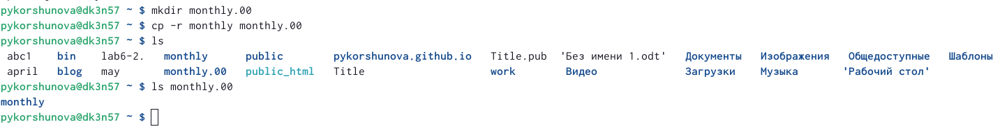 pykorshunova@dk3n57 ~ $ mkdir monthly.00
pykorshunova@dk3n57 ~ $ cp -r monthly monthly.00
pykorshunova@dk3n57 ~ $ ls
abc1 bin lab6-2. monthly public pykorshunova.github.io Title.pub 'Без имени 1.odt' Документы Изображения Общедоступные Шаблоны
april blog may monthly.00 public_html Title work Видео Загрузки Музыка 'Рабочий стол'
pykorshunova@dk3n57 ~ $ ls monthly.00
monthly
pykorshunova@dk3n57 ~ $